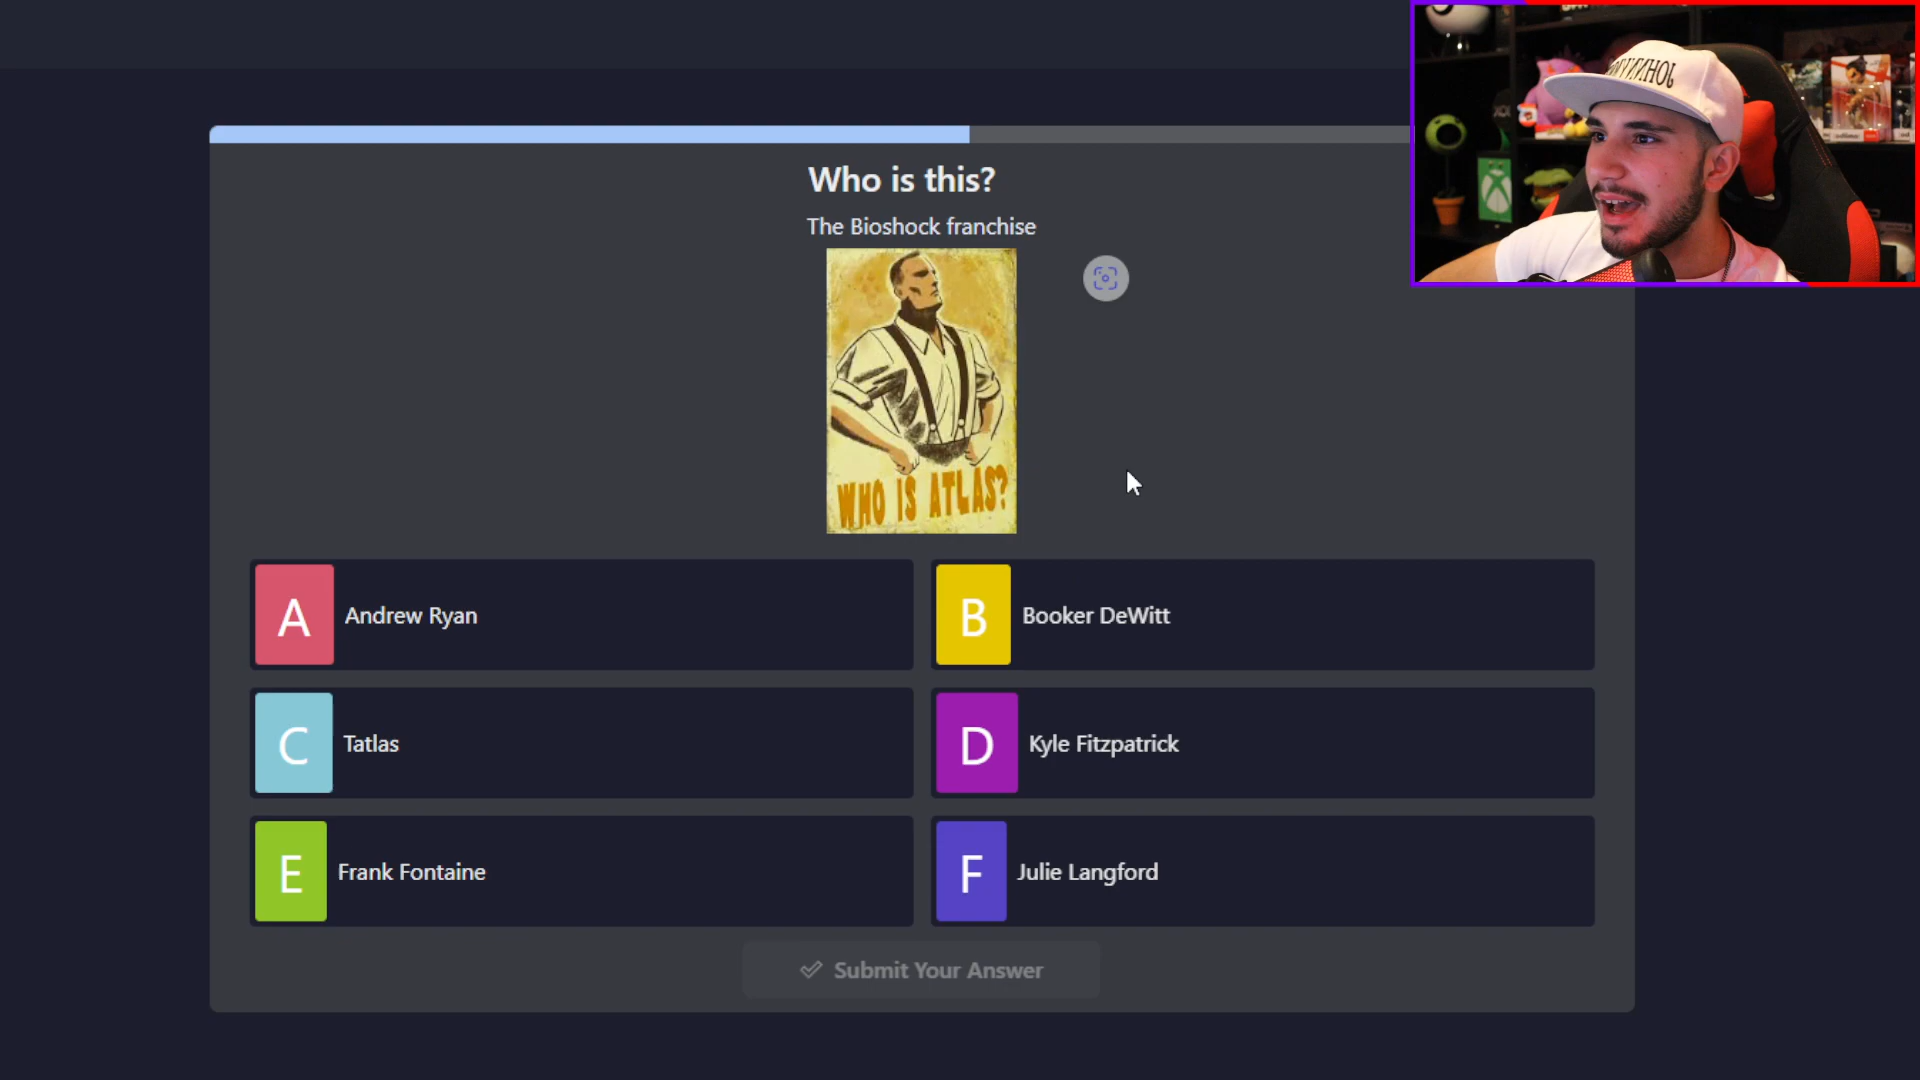 Who is this?
The Bioshock franchise
WHO IS ATLAS?
A Andrew Ryan
B Booker DeWitt
C Tatlas
D Kyle Fitzpatrick
E Frank Fontaine
F Julie Langford
Submit Your Answer